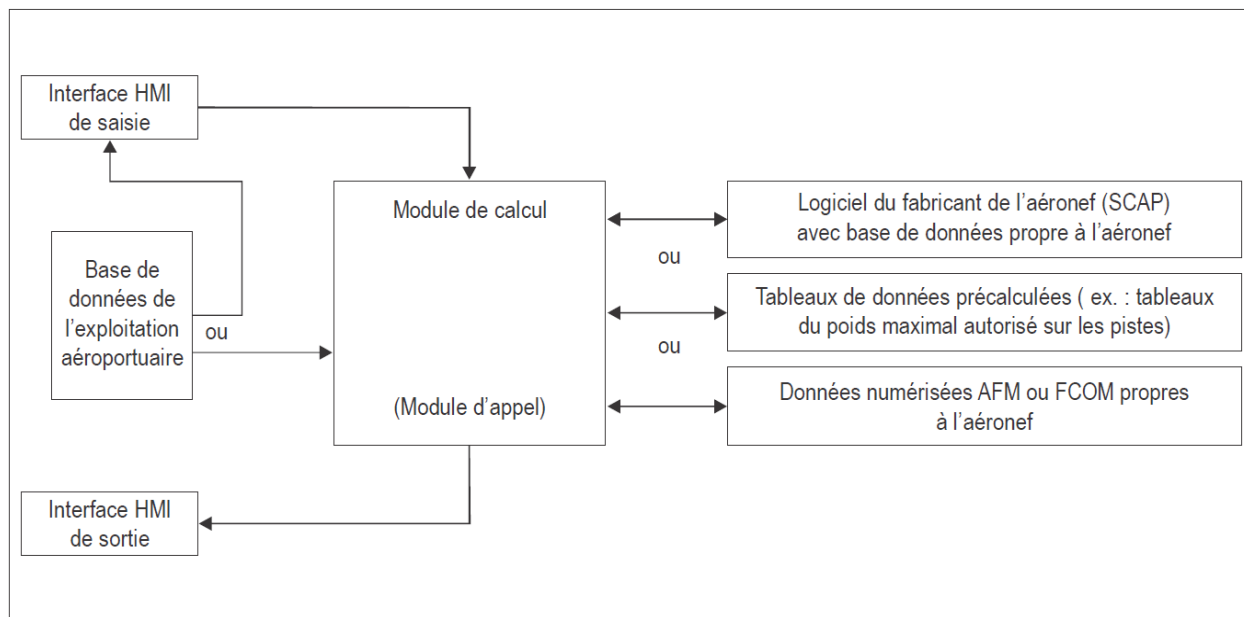 Interface HMI
de saisie
Base de
données de
l'exploitation
aéroportuaire
ou
Module de calcul
(Module d'appel)
Logiciel du fabricant de l'aéronef (SCAP)
avec base de données propre à l'aéronef
ou
Tableaux de données précalculées ( ex. : tableaux
du poids maximal autorisé sur les pistes)
ou
Données numérisées AFM ou FCOM propres
à l'aéronef
Interface HMI
de sortie